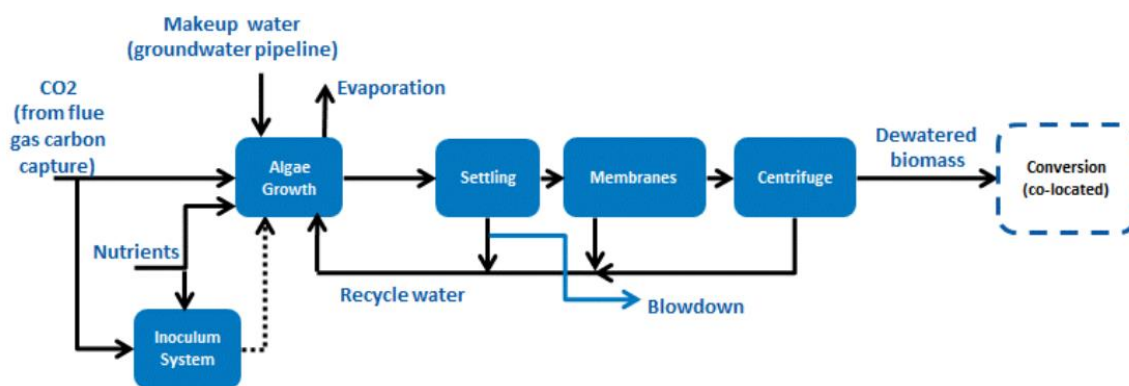 Makeup water
(groundwater pipeline)
CO2
(from flue
gas carbon
capture)
Evaporation
Algae
Growth
Settling
Membranes
Centrifuge
Dewatered
biomass
Conversion
(co-located)
Nutrients
Recycle water
Blowdown
Inoculum
System